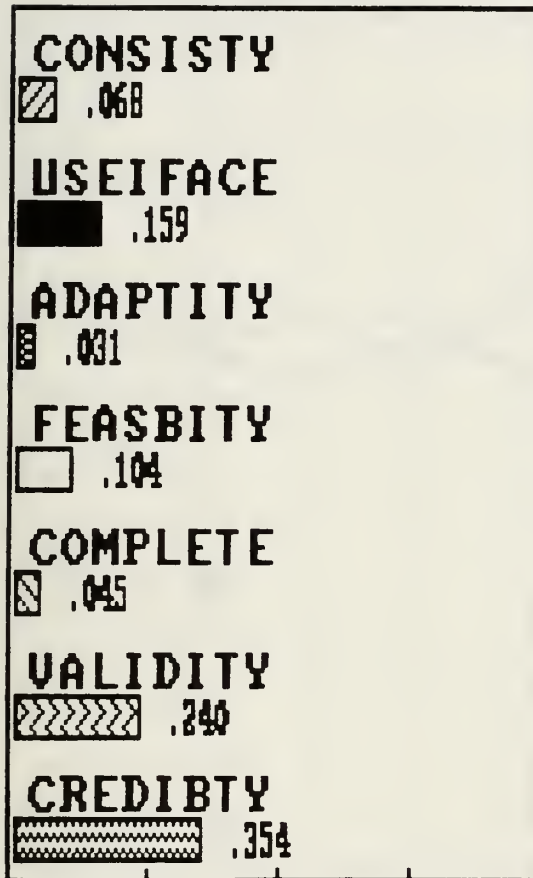 CONSISTY
.068
USEIFACE
.159
ADAPTITY
.031
FEASBITY
.104
COMPLETE
.045
VALIDITY
.240
CREDIBTY
.354